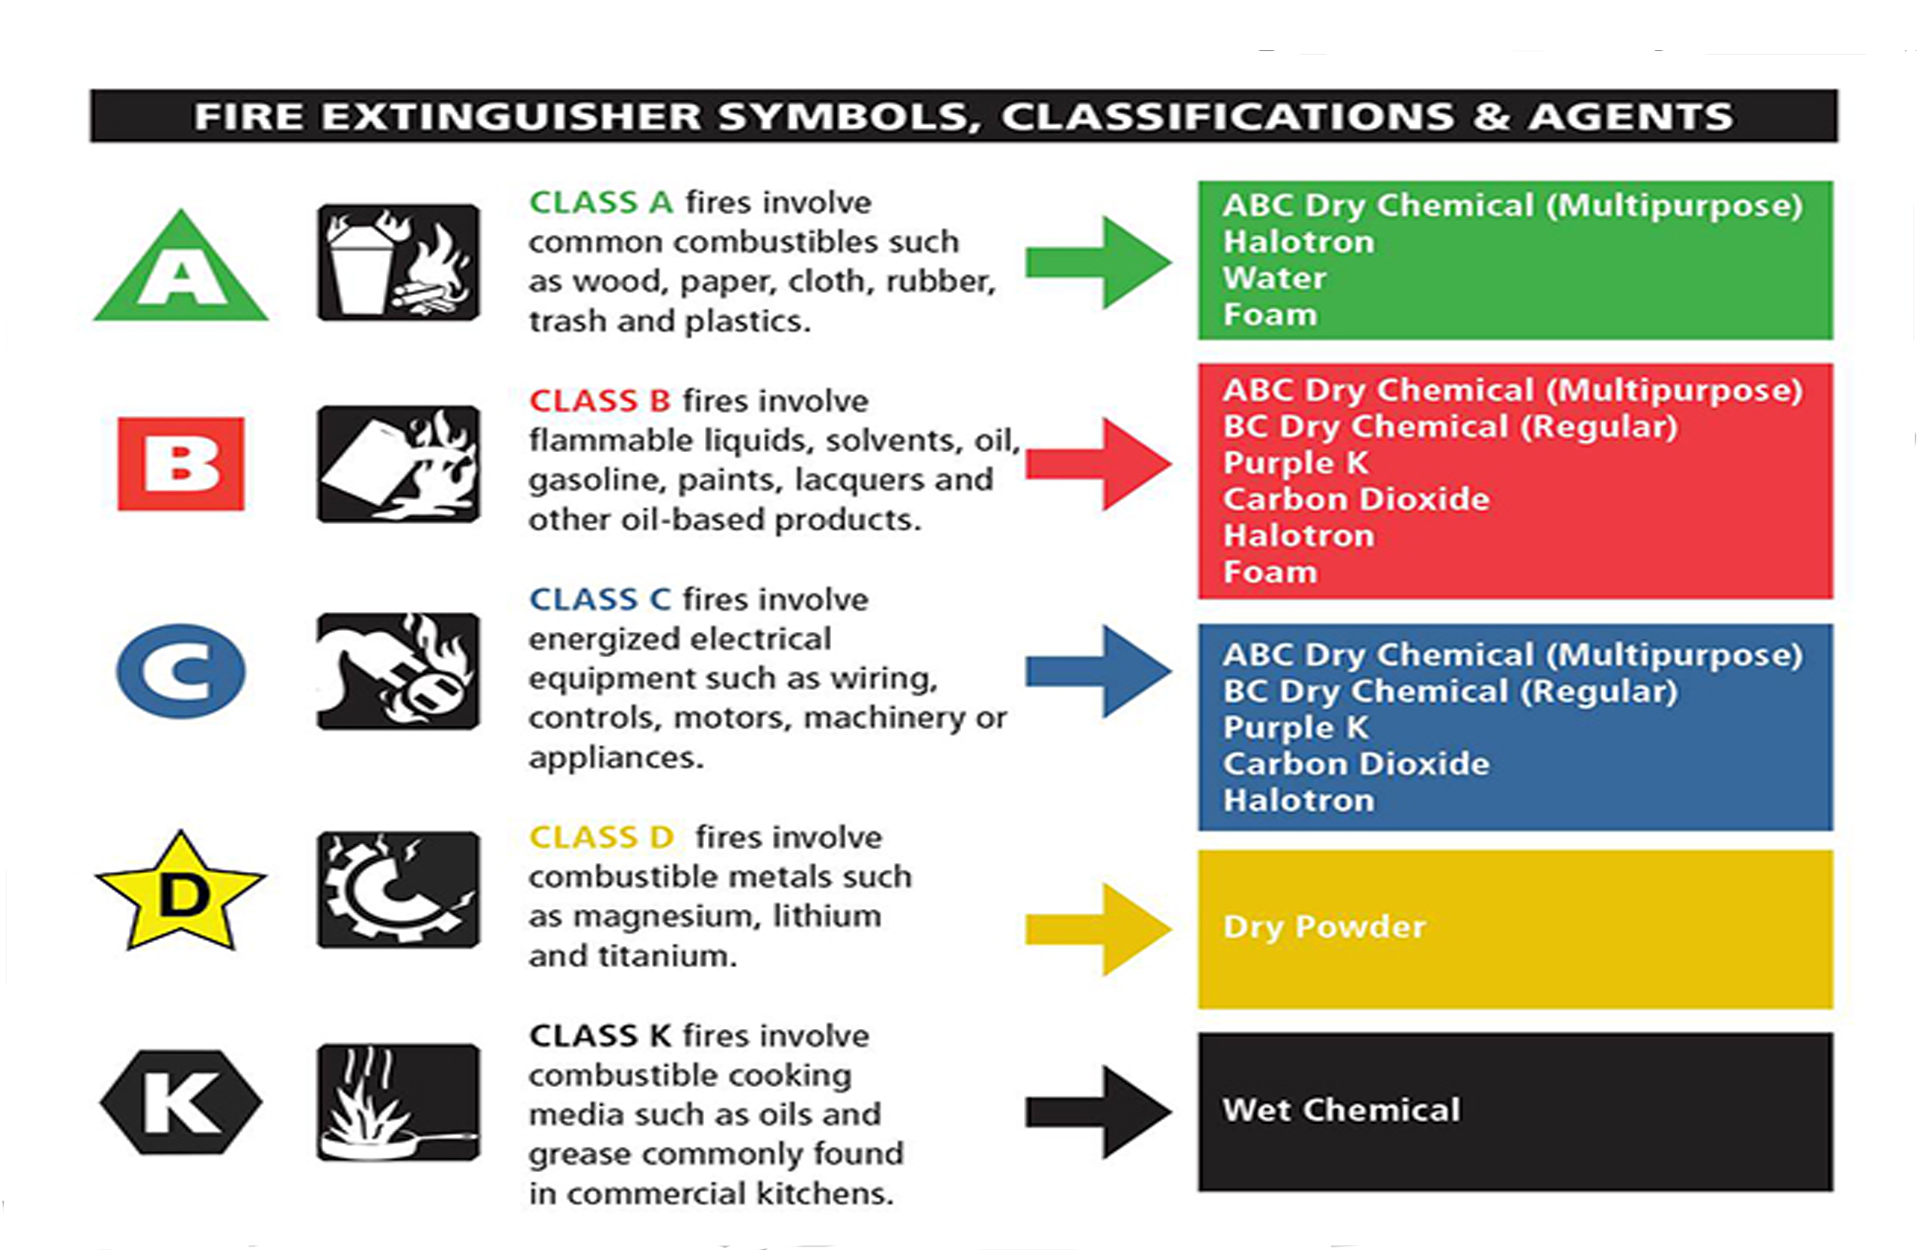 FIRE EXTINGUISHER SYMBOLS, CLASSIFICATIONS & AGENTS
A
CLASS A fires involve
common combustibles such
as wood, paper, cloth, rubber,
trash and plastics.
ABC Dry Chemical (Multipurpose)
Halotron
Water
Foam
B
CLASS B fires involve
flammable liquids, solvents, oil,
gasoline, paints, lacquers and
other oil-based products.
ABC Dry Chemical (Multipurpose)
BC Dry Chemical (Regular)
Purple K
Carbon Dioxide
Halotron
Foam
C
CLASS C fires involve
energized electrical
equipment such as wiring,
controls, motors, machinery or
appliances.
ABC Dry Chemical (Multipurpose)
BC Dry Chemical (Regular)
Purple K
Carbon Dioxide
Halotron
D
CLASS D fires involve
combustible metals such
as magnesium, lithium
and titanium.
Dry Powder
K
CLASS K fires involve
combustible cooking
media such as oils and
grease commonly found
in commercial kitchens.
Wet Chemical